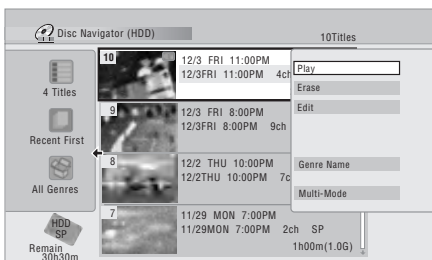 Disc Navigator (HDD)
10Titles
4 Titles
Recent First
All Genres
HDD
SP
Remain
30h30m
10
12/3 FRI 11:00PM
12/3FRI 11:00PM 4ch
9
12/3 FRI 8:00PM
12/3FRI 8:00PM 9ch
8
12/2 THU 10:00PM
12/2THU 10:00PM 7c
7
11/29 MON 7:00PM
11/29MON 7:00PM 2ch SP
1h00m(1.0G)
Play
Erase
Edit
Genre Name
Multi-Mode